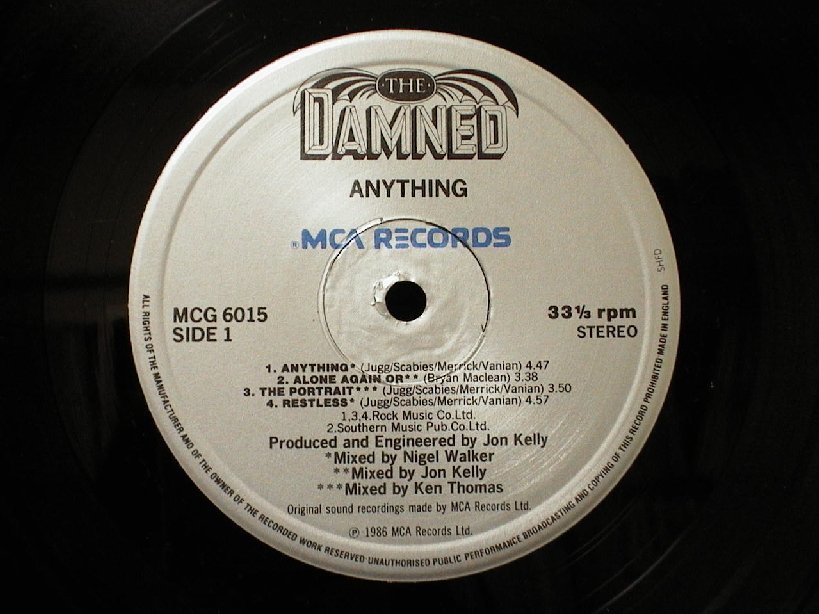 THE
DAMNED
ANYTHING
®MCA RECORDS
MCG 6015
SIDE 1
33⅓ rpm
STEREO
SHFD
1. ANYTHING* (Jugg/Scabies/Merrick/Vanian) 4.47
2. ALONE AGAIN OR** (Bryan Maclean) 3.38
3. THE PORTRAIT*** (Jugg/Scabies/Merrick/Vanian) 3.50
4. RESTLESS* (Jugg/Scabies/Merrick/Vanian) 4.57
1,3,4.Rock Music Co.Ltd.
2.Southern Music Pub.Co.Ltd.
Produced and Engineered by Jon Kelly
*Mixed by Nigel Walker
**Mixed by Jon Kelly
***Mixed by Ken Thomas
Original sound recordings made by MCA Records Ltd.
℗ 1986 MCA Records Ltd.
ALL RIGHTS OF THE MANUFACTURER AND OF THE OWNER OF THE RECORDED WORK RESERVED UNAUTHORISED PUBLIC PERFORMANCE BROADCASTING AND COPYING OF THIS RECORD PROHIBITED MADE IN ENGLAND